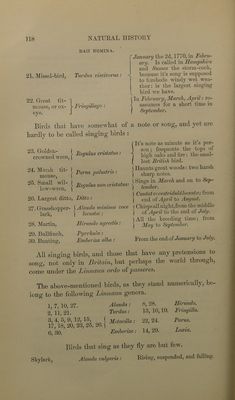 118 NATURAL HISTORY
RAII NOMINA.
21. Missel-bird, Turdus viscivorus :
January the 2d, 1770, in February. Is called in Hampshire
and Sussex the storm-cock,
because it's song is supposed
to forebode windy wet weather: is the largest singing
bird we have.
22. Great titmouse, or ox-eye, Fringillago :
In February, March, April; reassumes for a short time in
September.
Birds that have somewhat of a note or song, and yet are
hardly to be called singing birds :
23. Golden-crowned wren, Regulus cristatus :
It's note as minute as it's person; frequents the tops of
high oaks and firs: the smallest British bird.
24. Marsh titmouse, Parus palustris :
Haunts great woods: two harsh
sharp notes.
25. Small willow-wren, Regulus non cristatus :
Sings in March and on to September.
26. Largest ditto, Ditto :
Cantat voce stridulâ locustæ; from
end of April to August.
27. Grasshopper-lark, Alauda minima voce locustæ :
Chirps all night, from the middle
of April to the end of July.
28. Martin, Hirundo agrestis :
All the breeding time; from
May to September.
29. Bullfinch, Pyrrhula :
30. Bunting, Emberiza alba : From the end of January to July.
All singing birds, and those that have any pretensions to
song, not only in Britain, but perhaps the world through,
come under the Linnæan ordo of passeres.
The above-mentioned birds, as they stand numerically, belong to the following Linnæan genera.
1, 7, 10, 27. Alauda : 8, 28. Hirundo.
2, 11, 21. Turdus : 13, 16, 19. Fringilla.
3, 4, 5, 9, 12, 15, 17, 18, 20, 23, 25, 26. Motacilla : 22, 24. Parus.
6, 30. Emberiza : 14, 29. Loxia.
Birds that sing as they fly are but few.
Skylark, Alauda vulgaris : Rising, suspended, and falling.